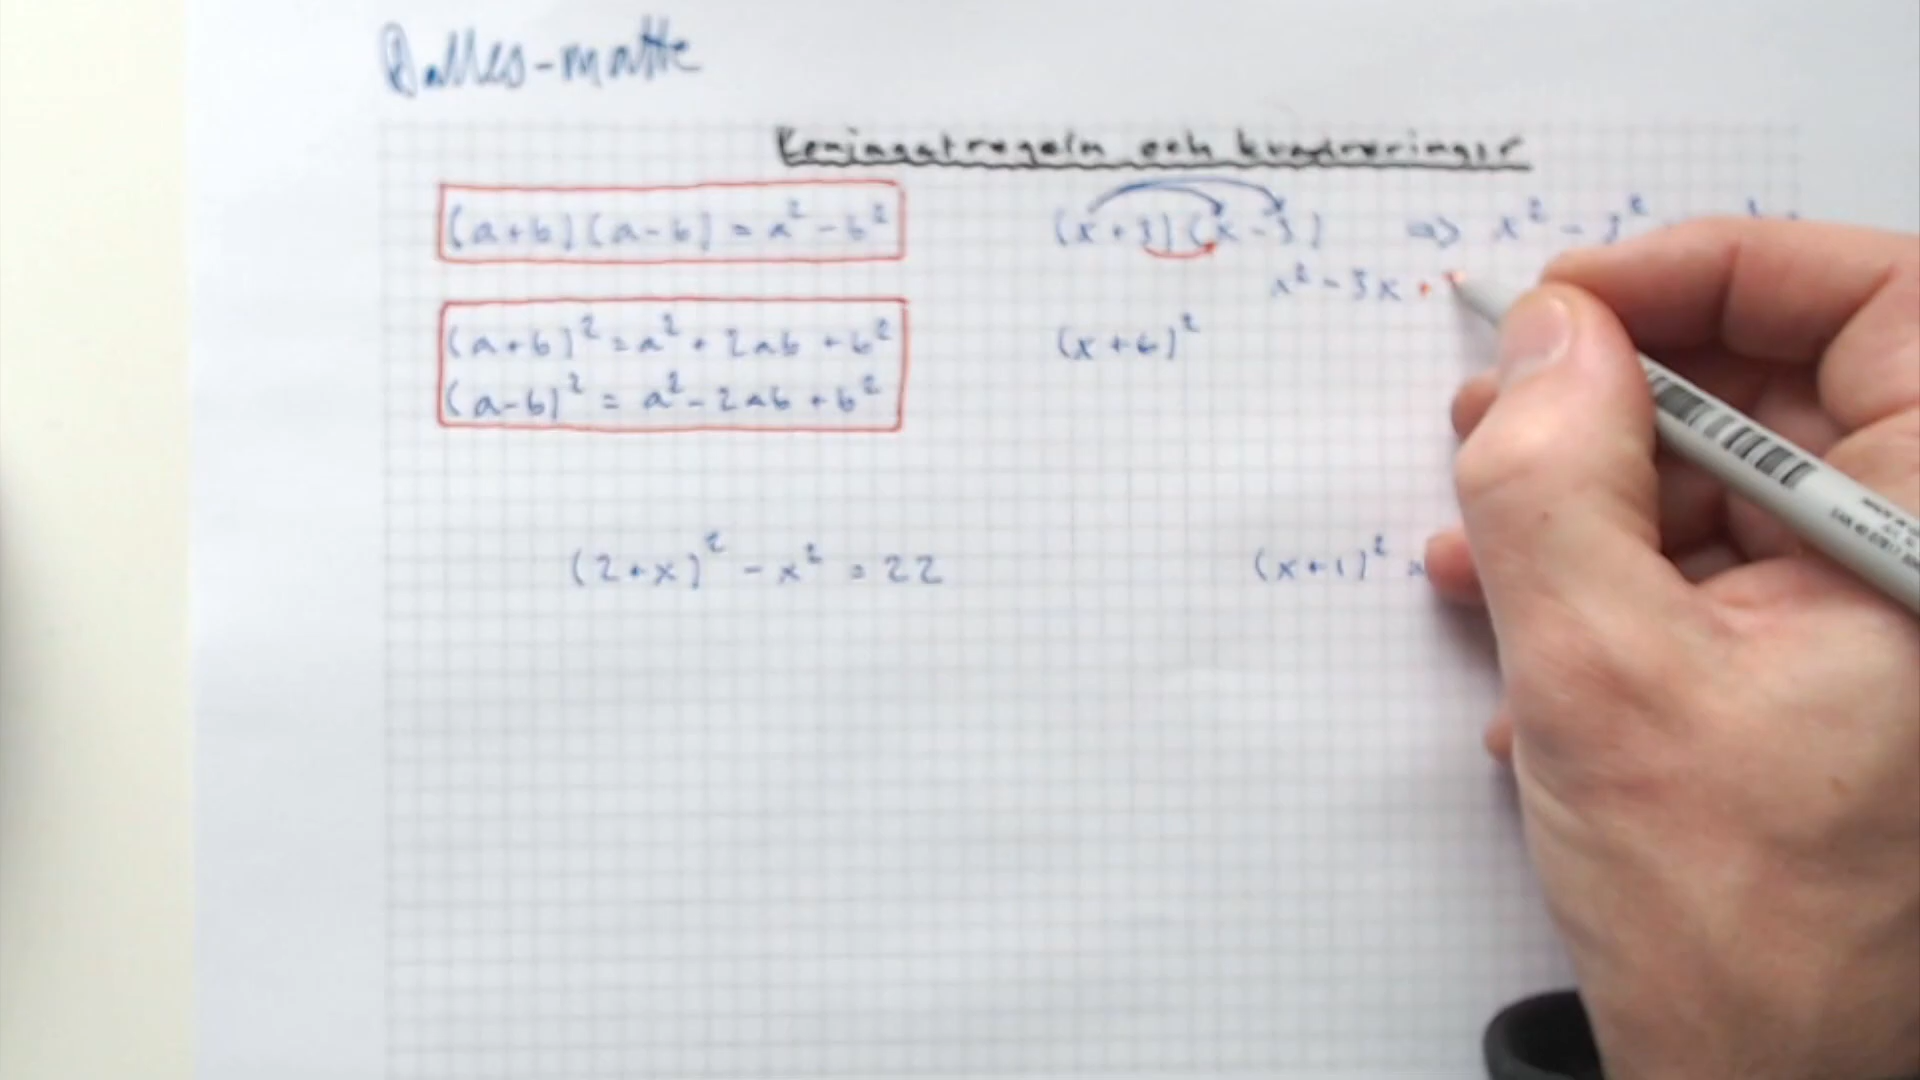 Dalles-matte
Konjugatregeln och kvadreringsr
(a+b)(a-b) = a² - b²
(x+3)(x-3) => x² - 3²
x² - 3x +
(a+b)² = a² + 2ab + b²
(x+6)²
(a-b)² = a² - 2ab + b²
(2+x)² - x² = 22
(x+1)² =